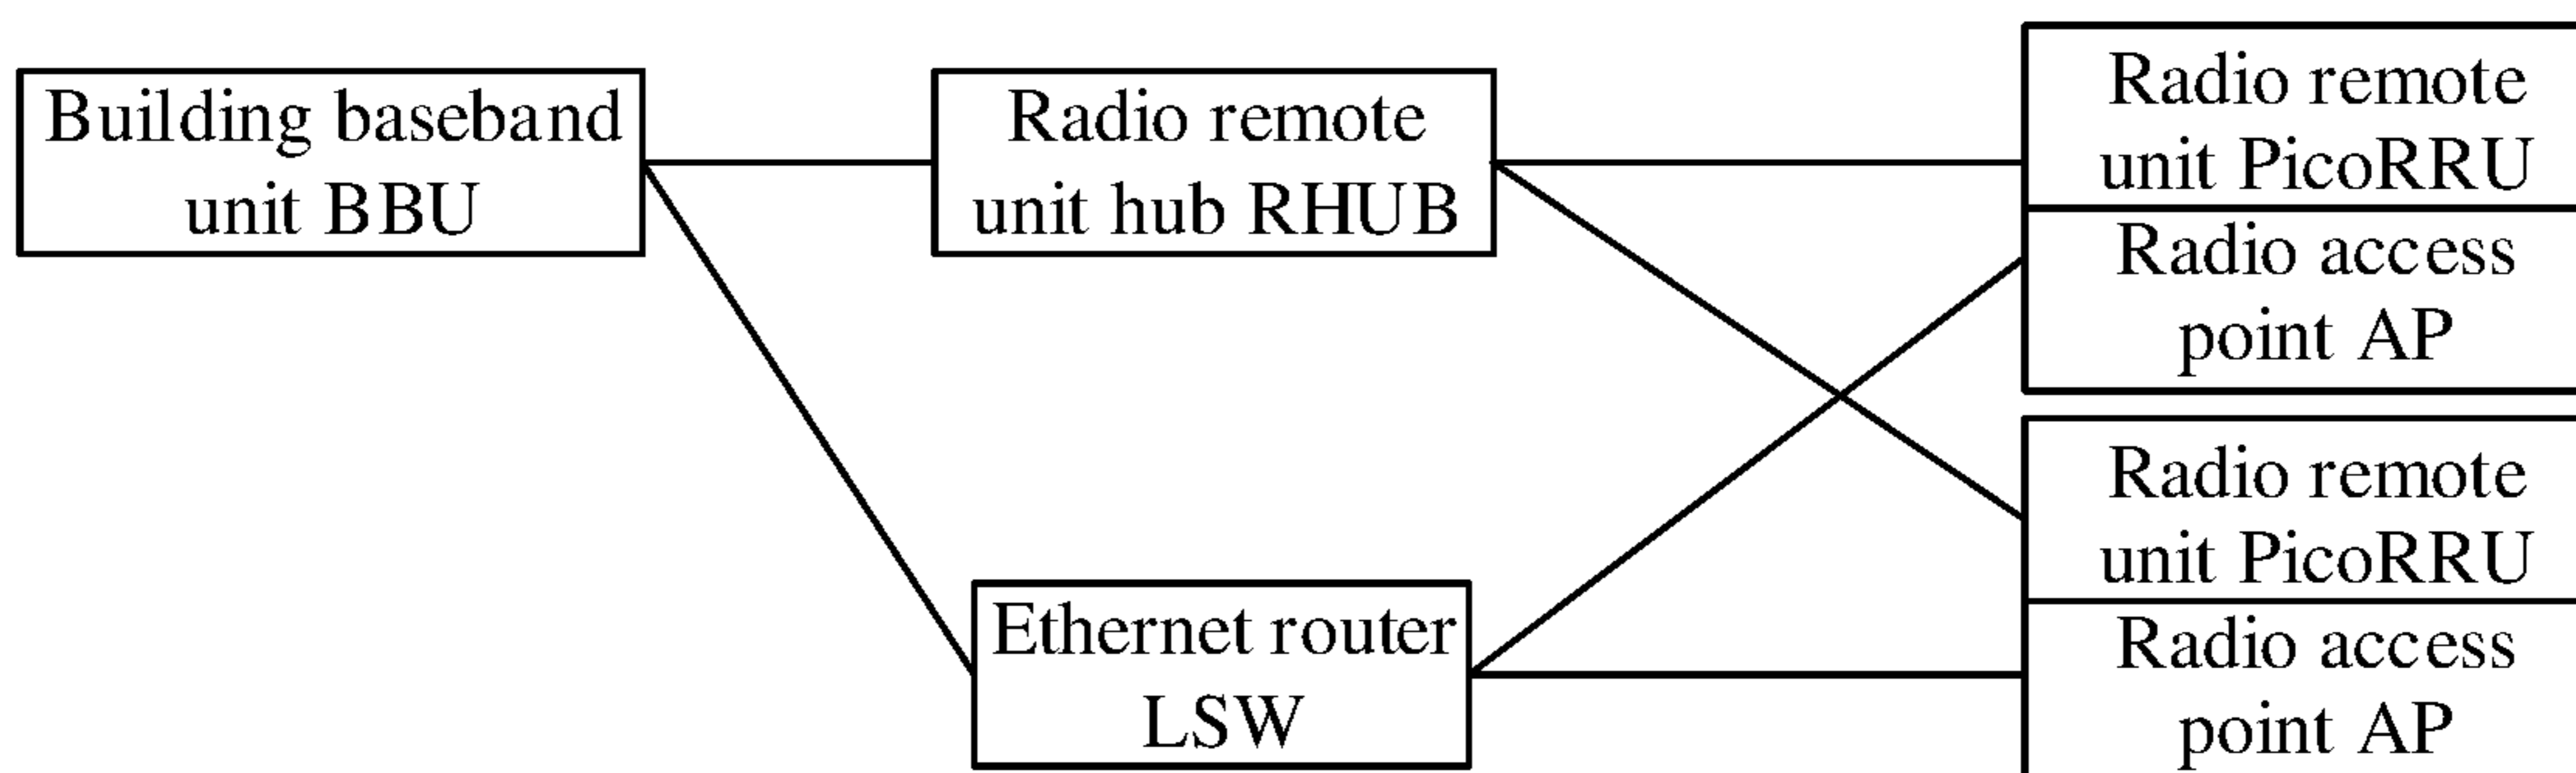 Building baseband
unit BBU
Radio remote
unit hub RHUB
Radio remote
unit PicoRRU
Radio access
point AP
Ethernet router
LSW
Radio remote
unit PicoRRU
Radio access
point AP